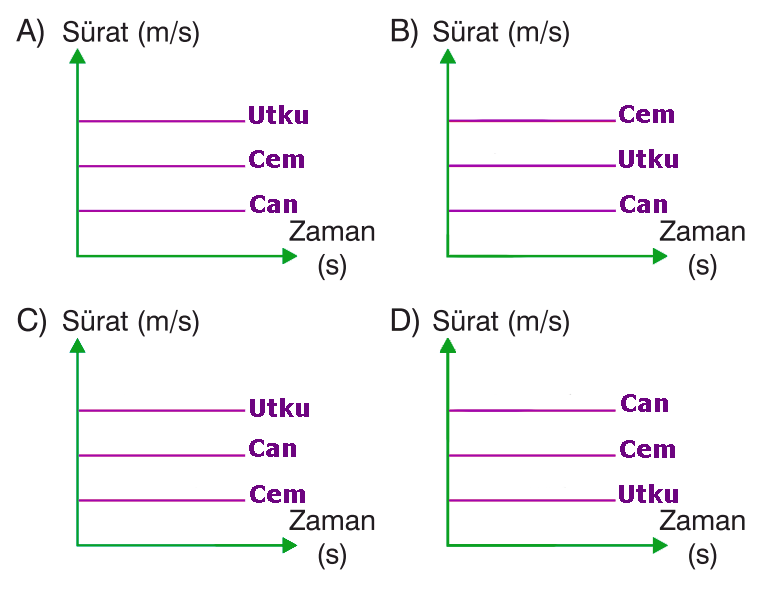 A) Sürat (m/s)
Utku
Cem
Can
Zaman
(s)
B) Sürat (m/s)
Cem
Utku
Can
Zaman
(s)
C) Sürat (m/s)
Utku
Can
Cem
Zaman
(s)
D) Sürat (m/s)
Can
Cem
Utku
Zaman
(s)